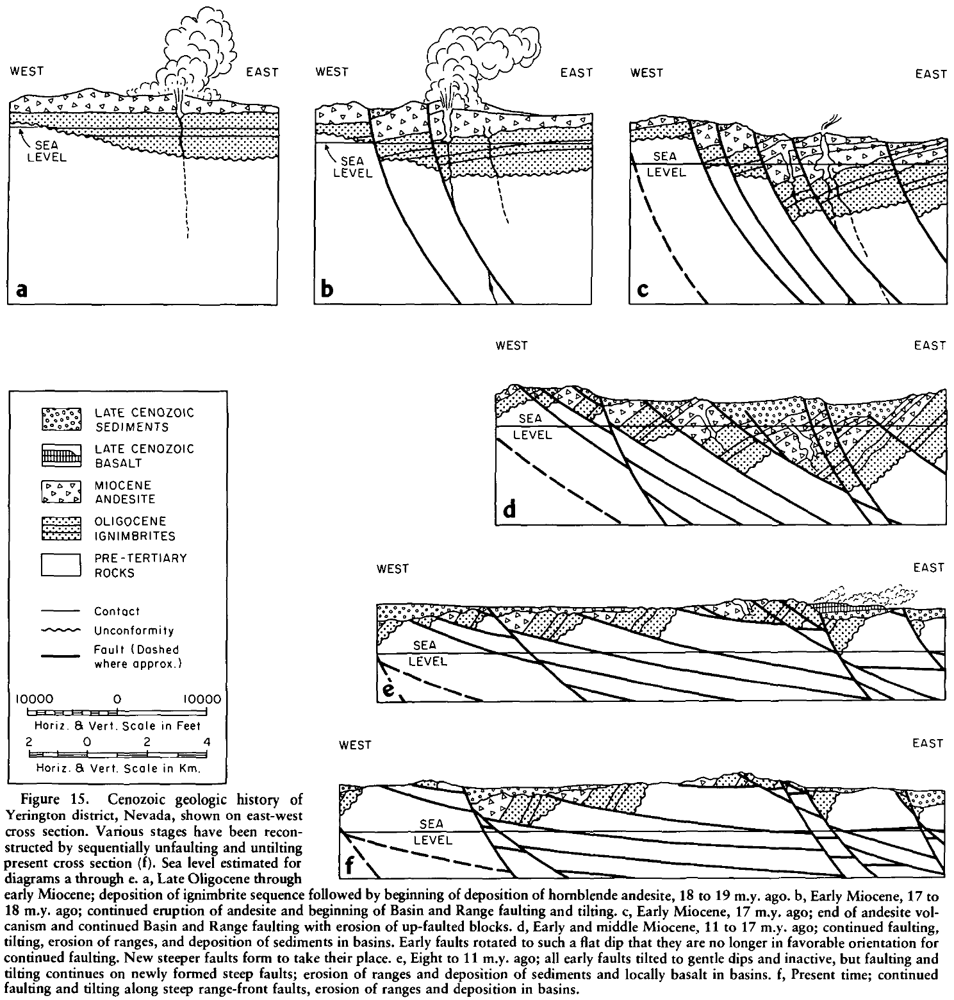 WEST
EAST
SEA
LEVEL
a
WEST
EAST
SEA
LEVEL
b
WEST
EAST
SEA
LEVEL
c
WEST
EAST
SEA
LEVEL
d
LATE CENOZOIC
SEDIMENTS
LATE CENOZOIC
BASALT
MIOCENE
ANDESITE
OLIGOCENE
IGNIMBRITES
PRE-TERTIARY
ROCKS
Contact
Unconformity
Fault (Dashed
where approx.)
10000 0 10000
Horiz. & Vert. Scale in Feet
2 0 2 4
Horiz. & Vert. Scale in Km.
WEST
EAST
SEA
LEVEL
e
WEST
EAST
SEA
LEVEL
f
Figure 15. Cenozoic geologic history of
Yerington district, Nevada, shown on east-west
cross section. Various stages have been recon-
structed by sequentially unfaulting and untilting
present cross section (f). Sea level estimated for
diagrams a through e. a, Late Oligocene through
early Miocene; deposition of ignimbrite sequence followed by beginning of deposition of hornblende andesite, 18 to 19 m.y. ago. b, Early Miocene, 17 to
18 m.y. ago; continued eruption of andesite and beginning of Basin and Range faulting and tilting. c, Early Miocene, 17 m.y. ago; end of andesite vol-
canism and continued Basin and Range faulting with erosion of up-faulted blocks. d, Early and middle Miocene, 11 to 17 m.y. ago; continued faulting,
tilting, erosion of ranges, and deposition of sediments in basins. Early faults rotated to such a flat dip that they are no longer in favorable orientation for
continued faulting. New steeper faults form to take their place. e, Eight to 11 m.y. ago; all early faults tilted to gentle dips and inactive, but faulting and
tilting continues on newly formed steep faults; erosion of ranges and deposition of sediments and locally basalt in basins. f, Present time; continued
faulting and tilting along steep range-front faults, erosion of ranges and deposition in basins.